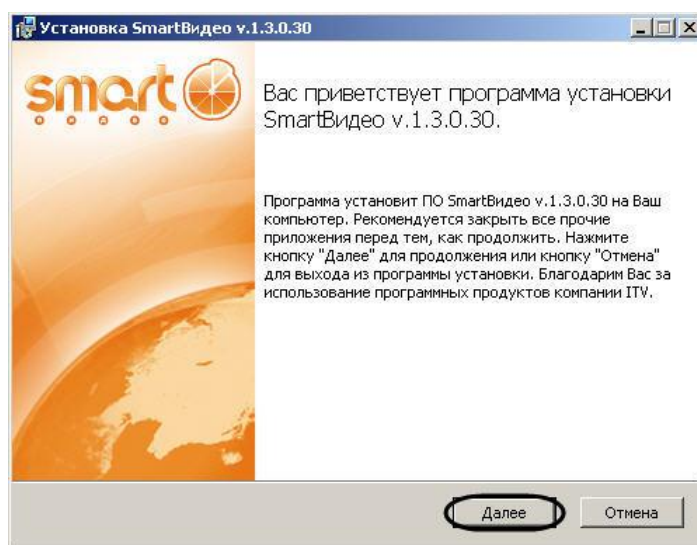 Установка SmartВидео v.1.3.0.30
smart
видео
Вас приветствует программа установки
SmartВидео v.1.3.0.30.
Программа установит ПО SmartВидео v.1.3.0.30 на Ваш
компьютер. Рекомендуется закрыть все прочие
приложения перед тем, как продолжить. Нажмите
кнопку "Далее" для продолжения или кнопку "Отмена"
для выхода из программы установки. Благодарим Вас за
использование программных продуктов компании ITV.
Далее
Отмена